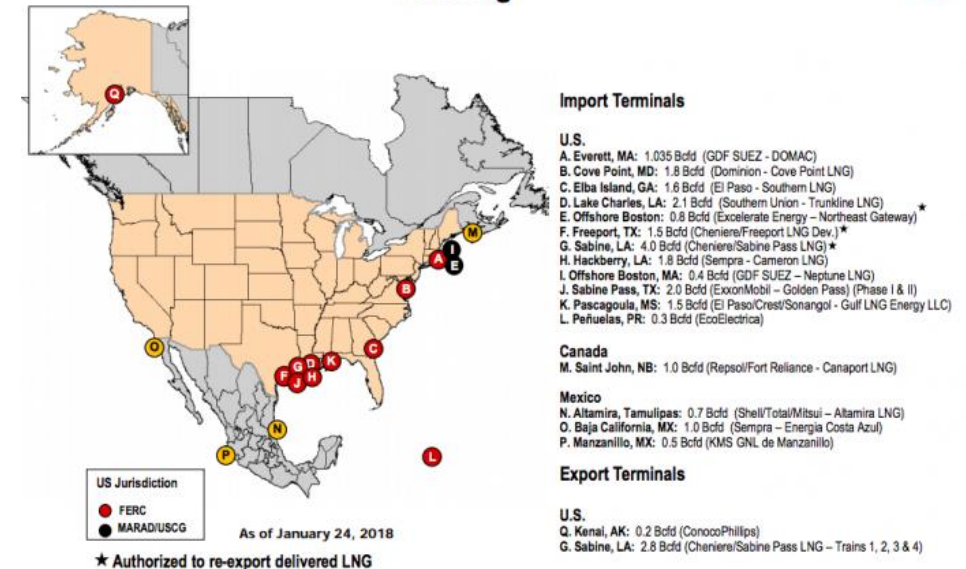 Import Terminals
U.S.
A. Everett, MA: 1.035 Bcfd (GDF SUEZ - DOMAC)
B. Cove Point, MD: 1.8 Bcfd (Dominion - Cove Point LNG)
C. Elba Island, GA: 1.6 Bcfd (El Paso - Southern LNG)
D. Lake Charles, LA: 2.1 Bcfd (Southern Union - Trunkline LNG)
E. Offshore Boston: 0.8 Bcfd (Excelerate Energy – Northeast Gateway)★
F. Freeport, TX: 1.5 Bcfd (Cheniere/Freeport LNG Dev.)★
G. Sabine, LA: 4.0 Bcfd (Cheniere/Sabine Pass LNG)★
H. Hackberry, LA: 1.8 Bcfd (Sempra - Cameron LNG)
I. Offshore Boston, MA: 0.4 Bcfd (GDF SUEZ – Neptune LNG)
J. Sabine Pass, TX: 2.0 Bcfd (ExxonMobil – Golden Pass) (Phase I & II)
K. Pascagoula, MS: 1.5 Bcfd (El Paso/Crest/Sonangol - Gulf LNG Energy LLC)
L. Peñuelas, PR: 0.3 Bcfd (EcoElectrica)
Canada
M. Saint John, NB: 1.0 Bcfd (Repsol/Fort Reliance - Canaport LNG)
Mexico
N. Altamira, Tamulipas: 0.7 Bcfd (Shell/Total/Mitsui – Altamira LNG)
O. Baja California, MX: 1.0 Bcfd (Sempra – Energia Costa Azul)
P. Manzanillo, MX: 0.5 Bcfd (KMS GNL de Manzanillo)
Export Terminals
U.S.
Q. Kenai, AK: 0.2 Bcfd (ConocoPhillips)
G. Sabine, LA: 2.8 Bcfd (Cheniere/Sabine Pass LNG – Trains 1, 2, 3 & 4)
Q
M
I
A
E
B
O
C
G
D
K
F
H
J
N
P
L
US Jurisdiction
FERC
MARAD/USCG
As of January 24, 2018
★ Authorized to re-export delivered LNG